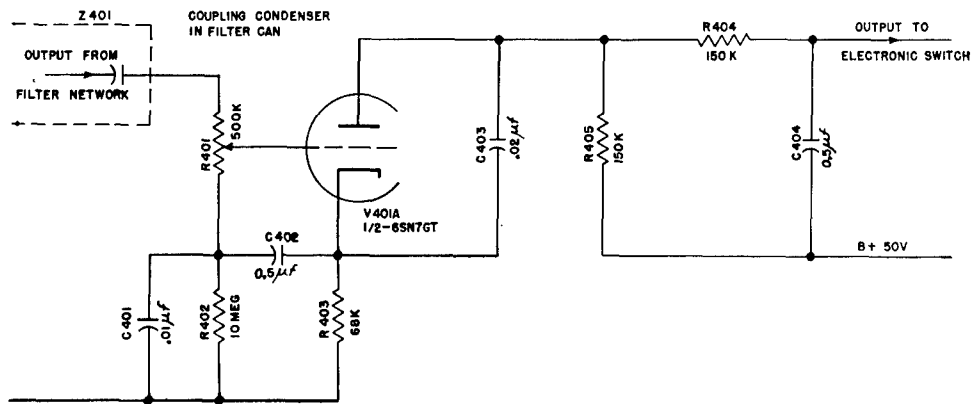 Z401
COUPLING CONDENSER
IN FILTER CAN
OUTPUT FROM
FILTER NETWORK
R401
500K
V401A
1/2-6SN7GT
C403
.02μf
R404
150K
OUTPUT TO
ELECTRONIC SWITCH
R405
150K
C404
0.5μf
B+ 50V
C402
0.5μf
C401
.01μf
R402
10 MEG
R403
68K